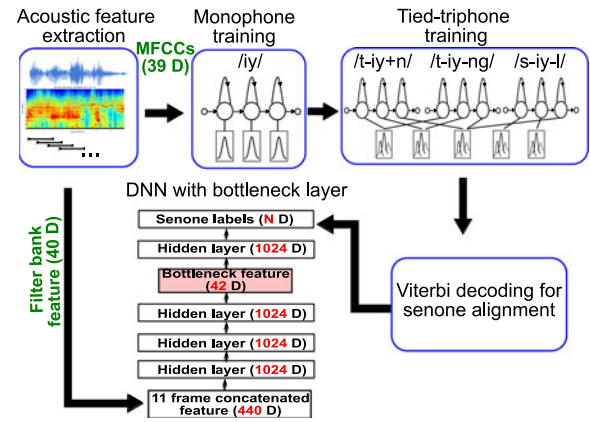 Acoustic feature
extraction
MFCCs
(39 D)
Monophone
training
/iy/
Tied-triphone
training
/t-iy+n/ /t-iy-ng/ /s-iy-l/
DNN with bottleneck layer
Senone labels (N D)
Hidden layer (1024 D)
Bottleneck feature
(42 D)
Hidden layer (1024 D)
Hidden layer (1024 D)
Hidden layer (1024 D)
11 frame concatenated
feature (440 D)
Filter bank
feature (40 D)
Viterbi decoding for
senone alignment